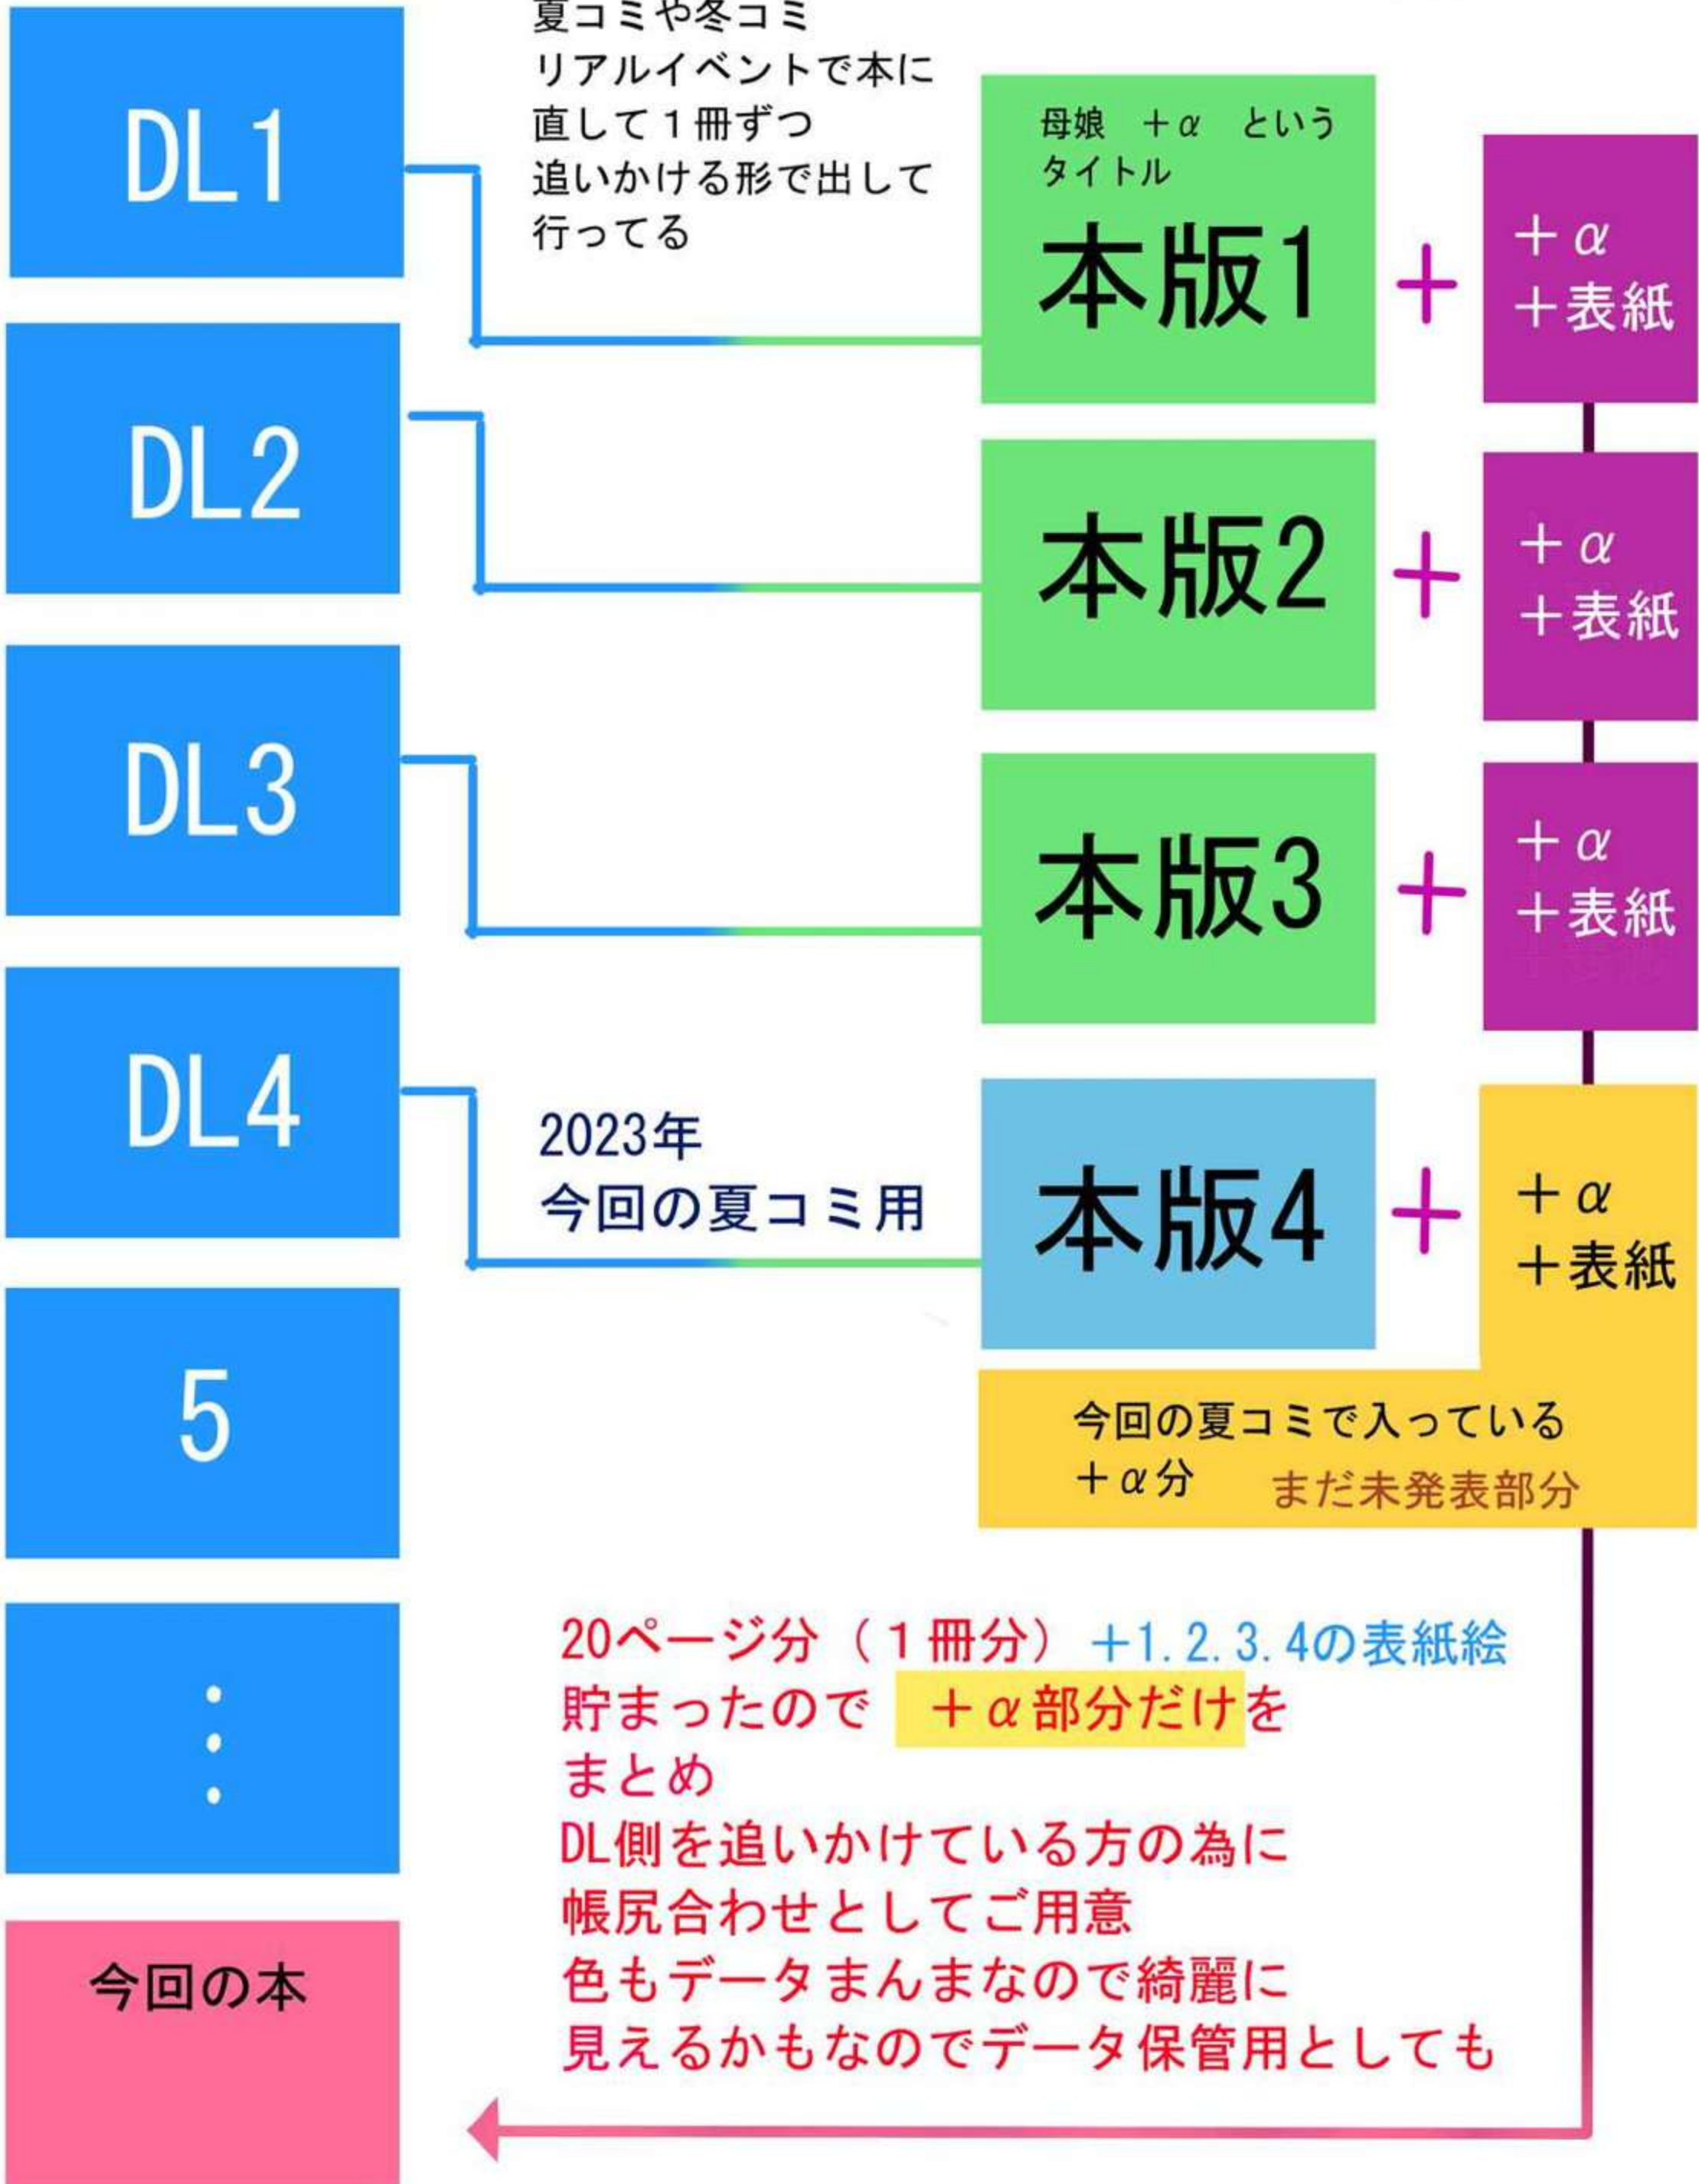 夏コミや冬コミ
リアルイベントで本に
直して１冊ずつ
追いかける形で出して
行ってる
DL1
母娘　＋α　という
タイトル
本版1
＋
＋α
＋表紙
DL2
本版2
＋
＋α
＋表紙
DL3
本版3
＋
＋α
＋表紙
DL4
2023年
今回の夏コミ用
本版4
＋
＋α
＋表紙
今回の夏コミで入っている
＋α分　まだ未発表部分
5
⋮
20ページ分（１冊分）＋1.2.3.4の表紙絵
貯まったので　＋α部分だけを
まとめ
DL側を追いかけている方の為に
帳尻合わせとしてご用意
色もデータまんまなので綺麗に
見えるかもなのでデータ保管用としても
今回の本